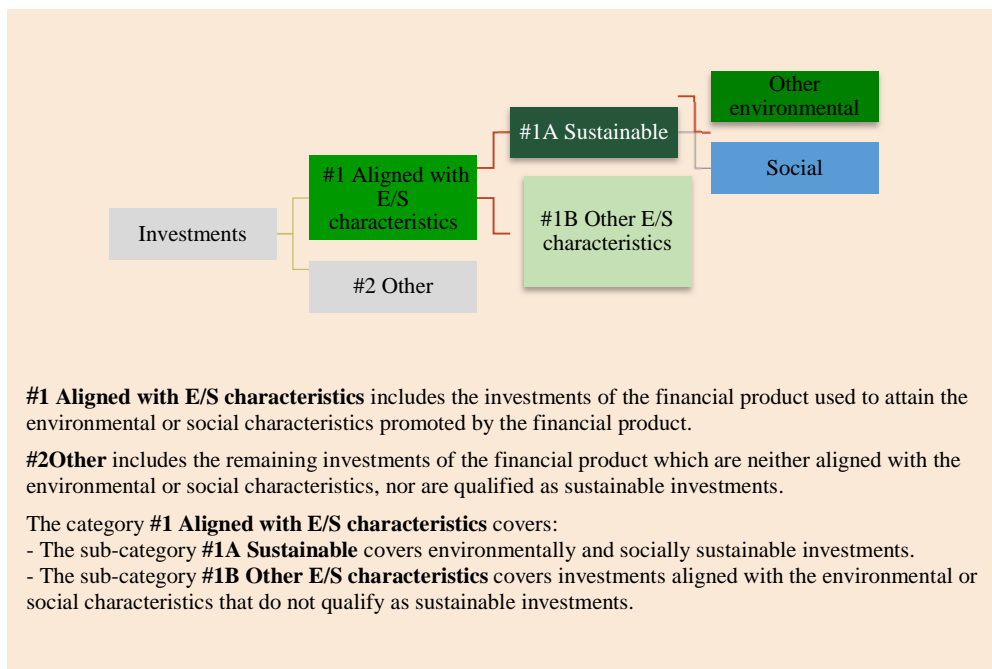 Other
environmental
#1A Sustainable
Social
#1 Aligned with
E/S
characteristics
#1B Other E/S
characteristics
Investments
#2 Other
#1 Aligned with E/S characteristics includes the investments of the financial product used to attain the
environmental or social characteristics promoted by the financial product.
#2Other includes the remaining investments of the financial product which are neither aligned with the
environmental or social characteristics, nor are qualified as sustainable investments.
The category #1 Aligned with E/S characteristics covers:
- The sub-category #1A Sustainable covers environmentally and socially sustainable investments.
- The sub-category #1B Other E/S characteristics covers investments aligned with the environmental or
social characteristics that do not qualify as sustainable investments.